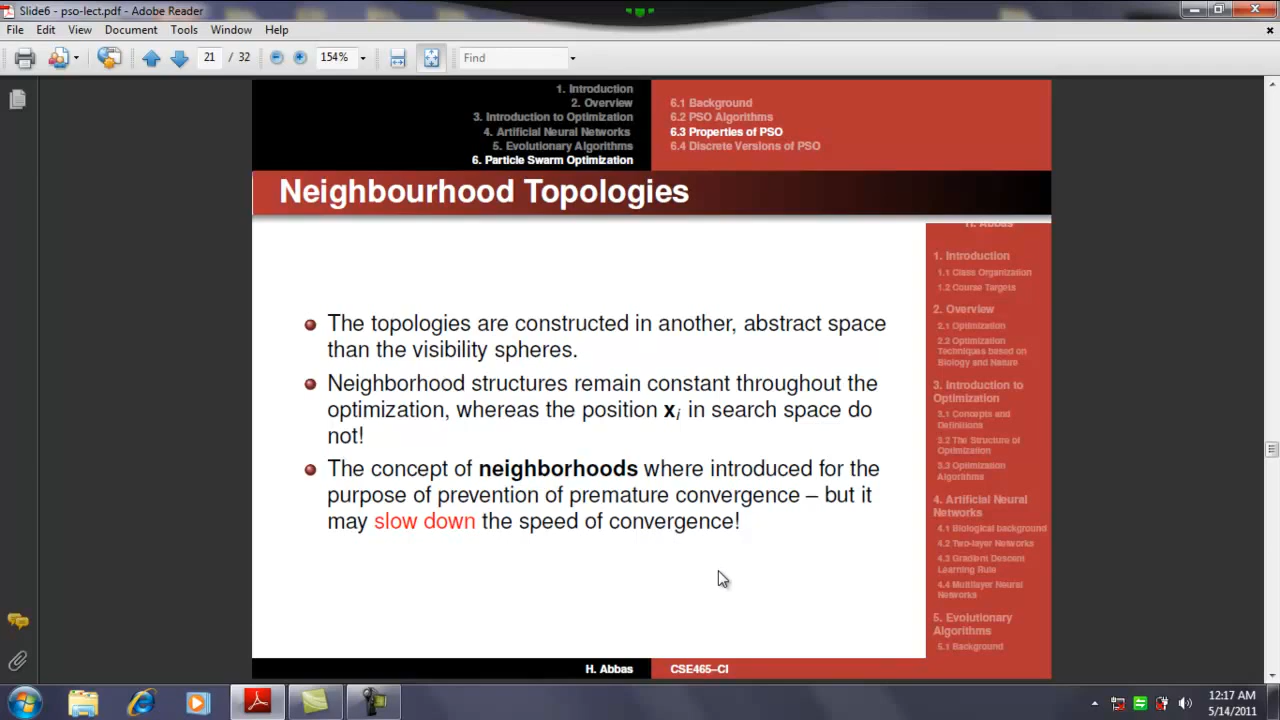 Slide6 - pso-lect.pdf - Adobe Reader
File Edit View Document Tools Window Help
21 / 32 154% Find
1. Introduction
2. Overview
3. Introduction to Optimization
4. Artificial Neural Networks
5. Evolutionary Algorithms
6. Particle Swarm Optimization
6.1 Background
6.2 PSO Algorithms
6.3 Properties of PSO
6.4 Discrete Versions of PSO
Neighbourhood Topologies
The topologies are constructed in another, abstract space
than the visibility spheres.
Neighborhood structures remain constant throughout the
optimization, whereas the position xi in search space do
not!
The concept of neighborhoods where introduced for the
purpose of prevention of premature convergence – but it
may slow down the speed of convergence!
H. Abbas
1. Introduction
1.1 Class Organization
1.2 Course Targets
2. Overview
2.1 Optimization
2.2 Optimization
Techniques based on
Biology and Nature
3. Introduction to
Optimization
3.1 Concepts and
Definitions
3.2 The Structure of
Optimization
3.3 Optimization
Algorithms
4. Artificial Neural
Networks
4.1 Biological background
4.2 Two-layer Networks
4.3 Gradient Descent
Learning Rule
4.4 Multilayer Neural
Networks
5. Evolutionary
Algorithms
5.1 Background
H. Abbas CSE465–CI
12:17 AM
5/14/2011